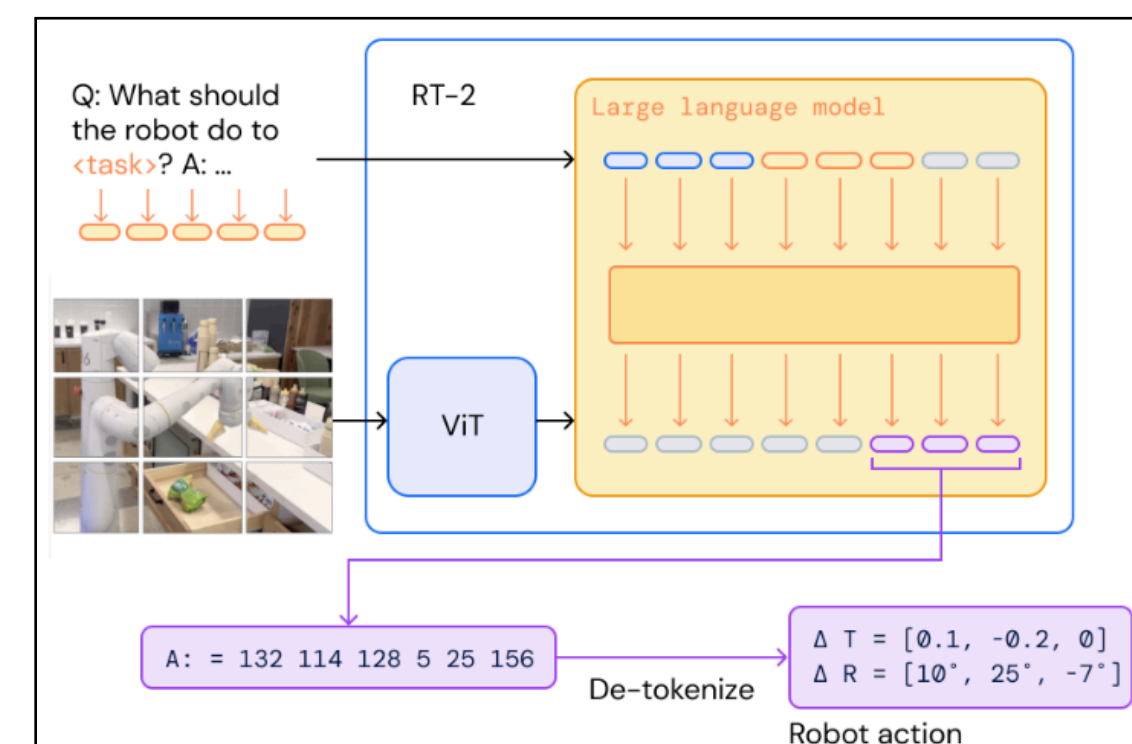 Q: What should
the robot do to
<task>? A: ...
RT-2
Large language model
ViT
A: = 132 114 128 5 25 156
De-tokenize
Δ T = [0.1, -0.2, 0]
Δ R = [10°, 25°, -7°]
Robot action